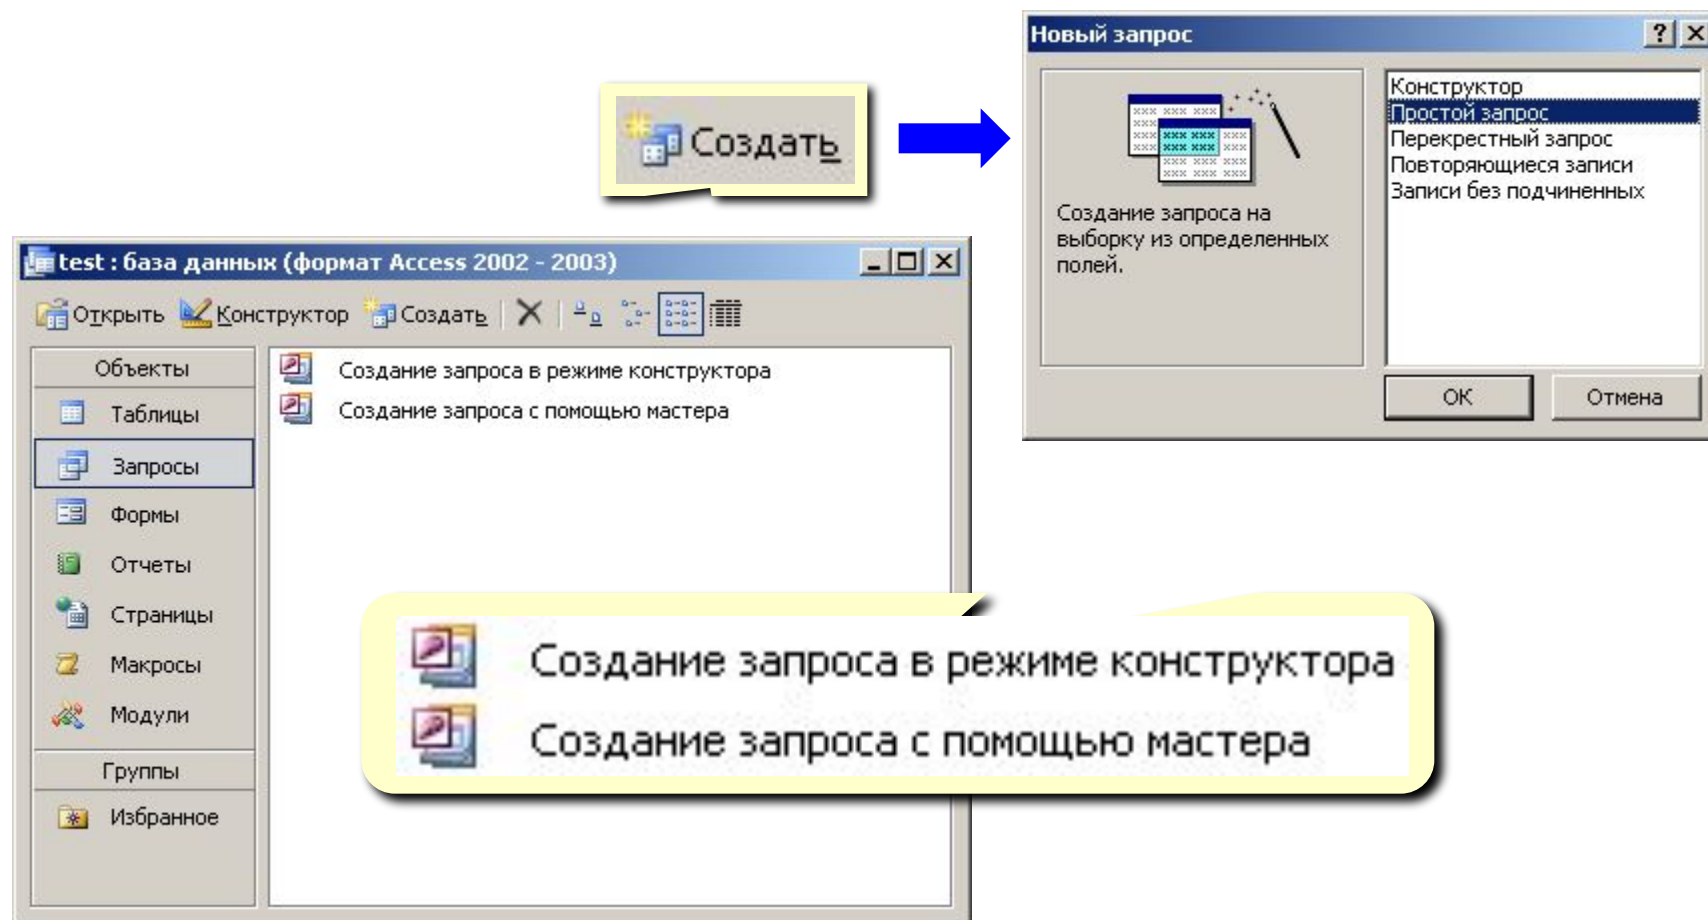 Новый запрос
Конструктор
Простой запрос
Перекрестный запрос
Повторяющиеся записи
Записи без подчиненных
Создание запроса на
выборку из определенных
полей.
ОК
Отмена
Создать
test : база данных (формат Access 2002 - 2003)
Открыть Конструктор Создать
Объекты
Таблицы
Запросы
Формы
Отчеты
Страницы
Макросы
Модули
Группы
Избранное
Создание запроса в режиме конструктора
Создание запроса с помощью мастера
Создание запроса в режиме конструктора
Создание запроса с помощью мастера